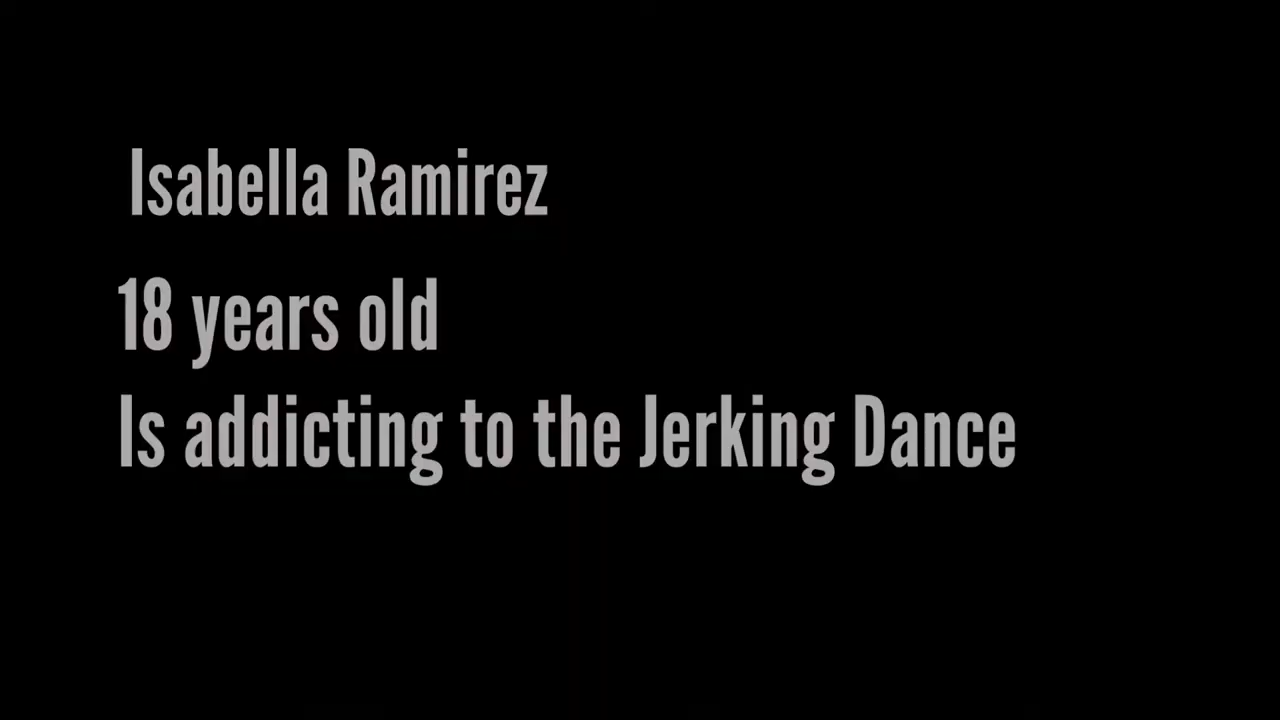 Isabella Ramirez
18 years old
Is addicting to the Jerking Dance